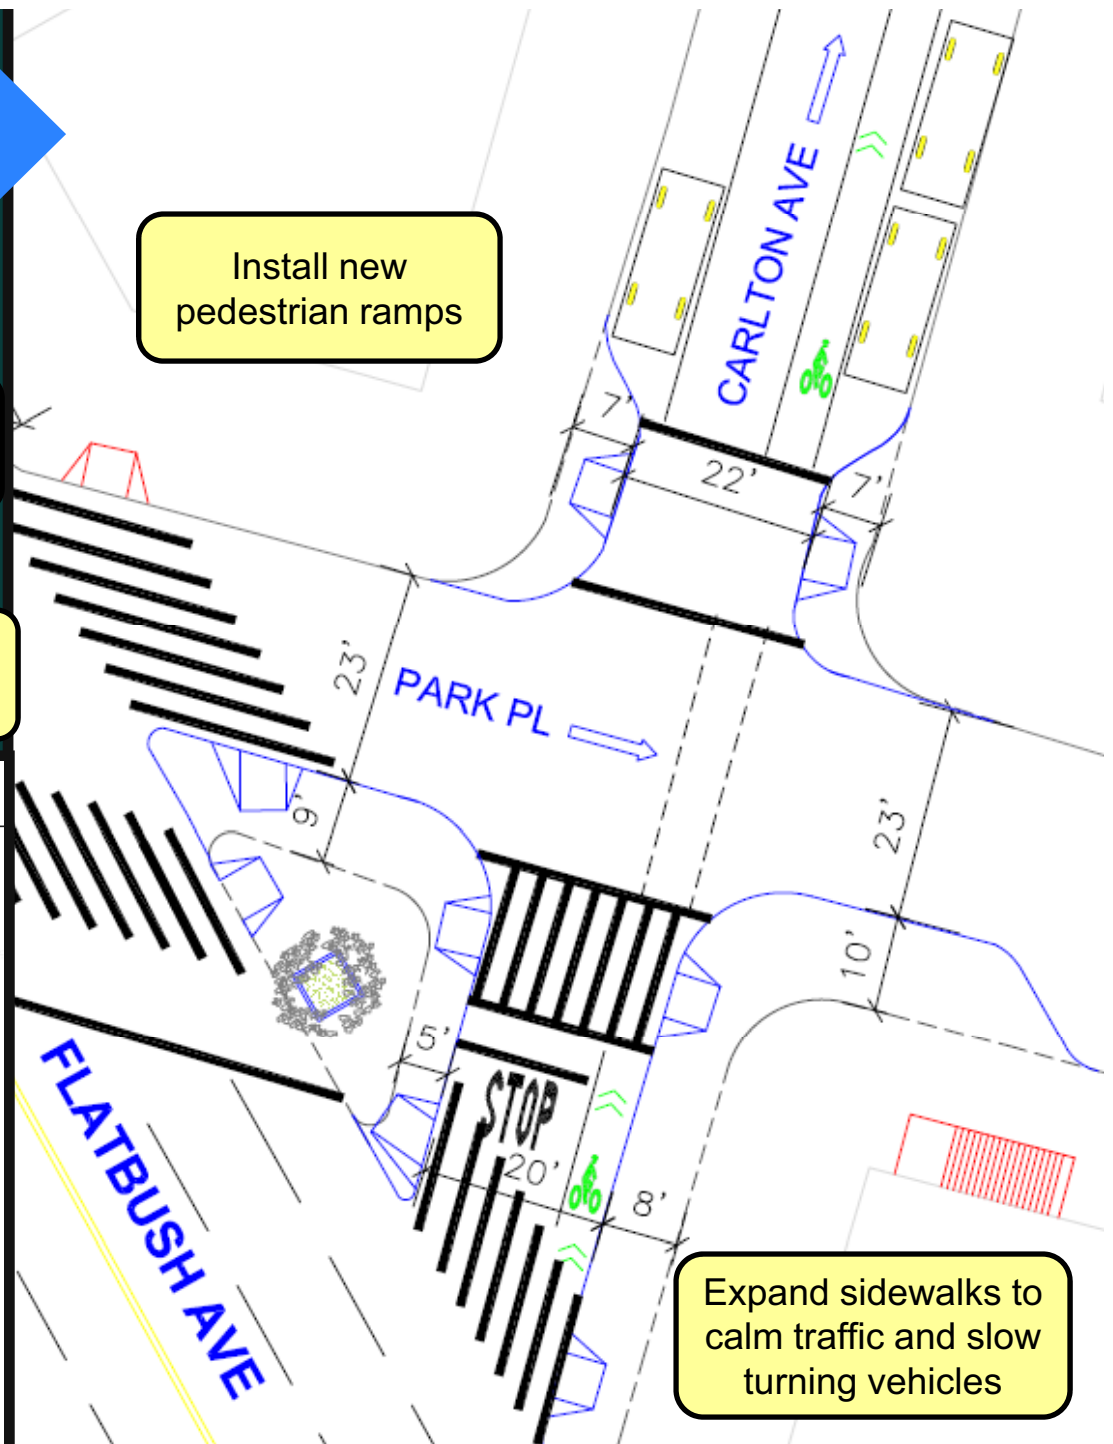 Install new
pedestrian ramps
CARLTON AVE
7'
22'
7'
23'
PARK PL
9'
23'
10'
5'
STOP
20'
8'
FLATBUSH AVE
Expand sidewalks to
calm traffic and slow
turning vehicles